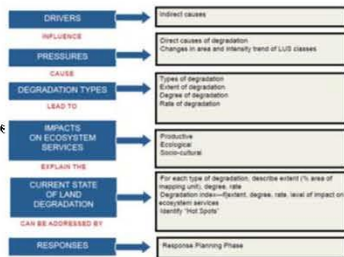 DRIVERS
Indirect causes
INFLUENCE
PRESSURES
Direct causes of degradation
Changes in area and intensity trend of LUS classes
CAUSE
DEGRADATION TYPES
Types of degradation
Extent of degradation
Degree of degradation
Rate of degradation
LEAD TO
IMPACTS
ON ECOSYSTEM
SERVICES
Productive
Ecological
Socio-cultural
EXPLAIN THE
CURRENT STATE
OF LAND
DEGRADATION
For each type of degradation, describe extent (% area of
mapping unit), degree, rate
Degradation index—f(extent, degree, rate, level of impact on
ecosystem services
Identify "Hot Spots"
CAN BE ADDRESSED BY
RESPONSES
Response Planning Phase